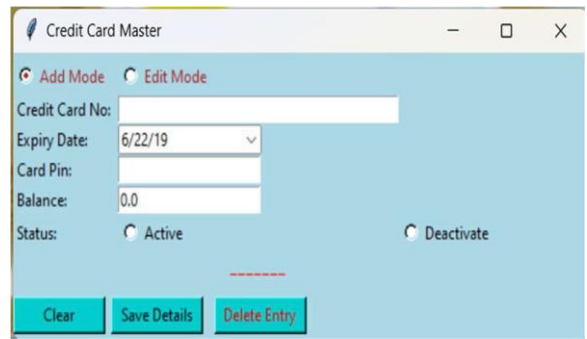 Credit Card Master
Add Mode Edit Mode
Credit Card No:
Expiry Date: 6/22/19
Card Pin:
Balance: 0.0
Status: Active Deactivate
-------
Clear Save Details Delete Entry